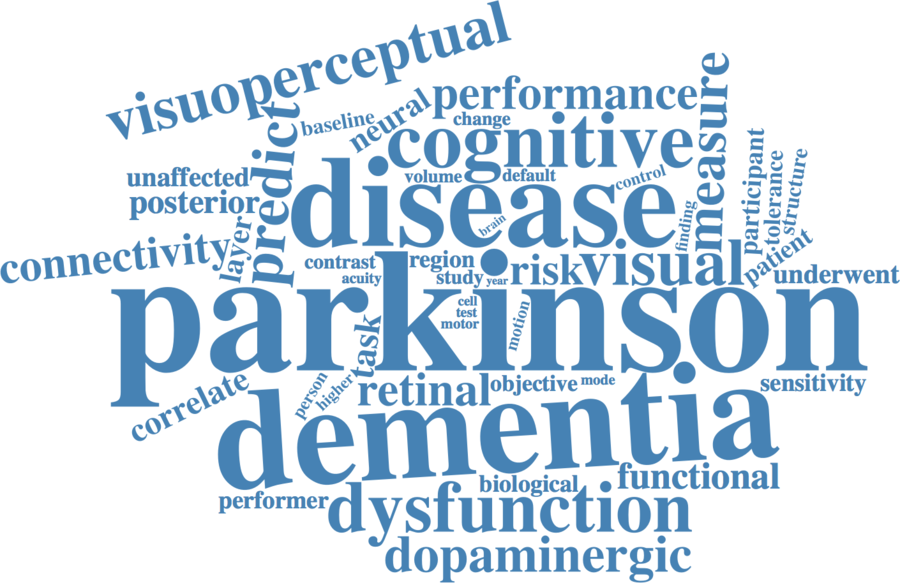 visuoperceptual
performance
measure
predict
baseline
neural
change
cognitive
participant
tolerance
structure
unaffected
volume
default
control
disease
posterior
brain
funding
layer
connectivity
contrast
region
risk
visual
patient
acuity
study
year
underwent
parkinson
cell
test
motor
motion
task
person
higher
retinal
objective
mode
sensitivity
correlate
dementia
functional
biological
performer
dysfunction
dopaminergic